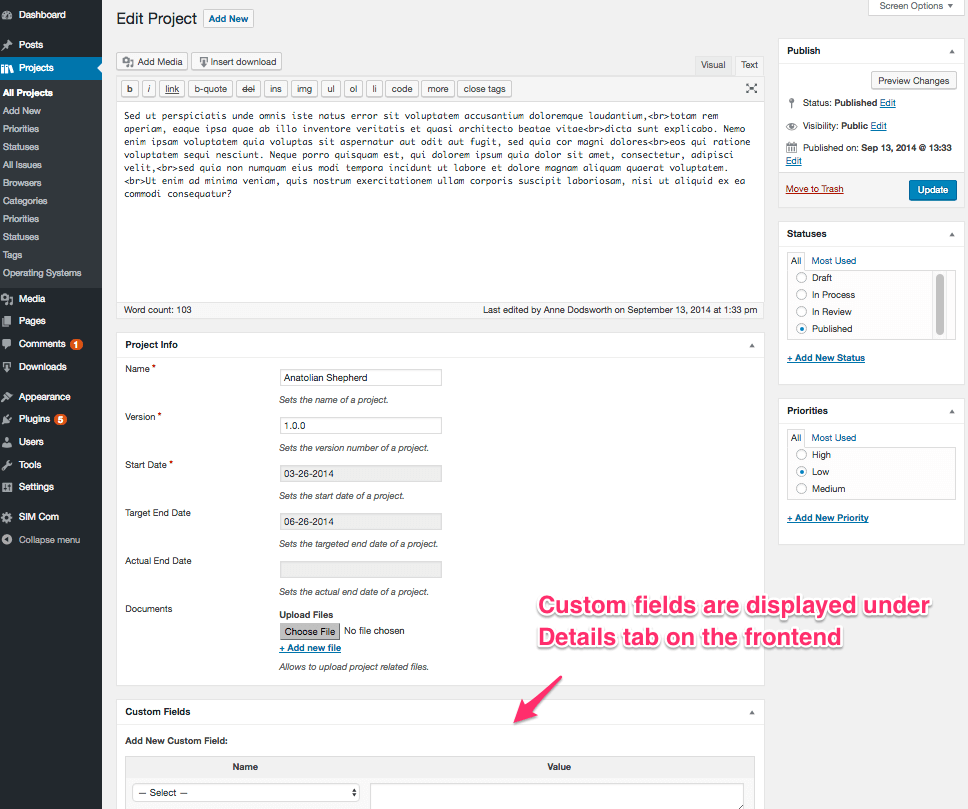 Dashboard
Posts
Projects
All Projects
Add New
Priorities
Statuses
All Issues
Browsers
Categories
Priorities
Statuses
Tags
Operating Systems
Media
Pages
Comments 1
Downloads
Appearance
Plugins 5
Users
Tools
Settings
SIM Com
Collapse menu
Screen Options
Edit Project Add New
Add Media Insert download
Visual Text
b i link b-quote del ins img ul ol li code more close tags
Sed ut perspiciatis unde omnis iste natus error sit voluptatem accusantium doloremque laudantium,<br>totam rem
aperiam, eaque ipsa quae ab illo inventore veritatis et quasi architecto beatae vitae<br>dicta sunt explicabo. Nemo
enim ipsam voluptatem quia voluptas sit aspernatur aut odit aut fugit, sed quia cor magni dolores<br>eos qui ratione
voluptatem sequi nesciunt. Neque porro quisquam est, qui dolorem ipsum quia dolor sit amet, consectetur, adipisci
velit,<br>sed quia non numquam eius modi tempora incidunt ut labore et dolore magnam aliquam quaerat voluptatem.
<br>Ut enim ad minima veniam, quis nostrum exercitationem ullam corporis suscipit laboriosam, nisi ut aliquid ex ea
commodi consequatur?
Word count: 103 Last edited by Anne Dodsworth on September 13, 2014 at 1:33 pm
Project Info
Name *
Anatolian Shepherd
Sets the name of a project.
Version *
1.0.0
Sets the version number of a project.
Start Date *
03-26-2014
Sets the start date of a project.
Target End Date
06-26-2014
Sets the targeted end date of a project.
Actual End Date
Sets the actual end date of a project.
Documents
Upload Files
Choose File No file chosen
+ Add new file
Allows to upload project related files.
Custom fields are displayed under
Details tab on the frontend
Custom Fields
Add New Custom Field:
Name Value
— Select —
Publish
Preview Changes
Status: Published Edit
Visibility: Public Edit
Published on: Sep 13, 2014 @ 13:33
Edit
Move to Trash Update
Statuses
All Most Used
Draft
In Process
In Review
Published
+ Add New Status
Priorities
All Most Used
High
Low
Medium
+ Add New Priority